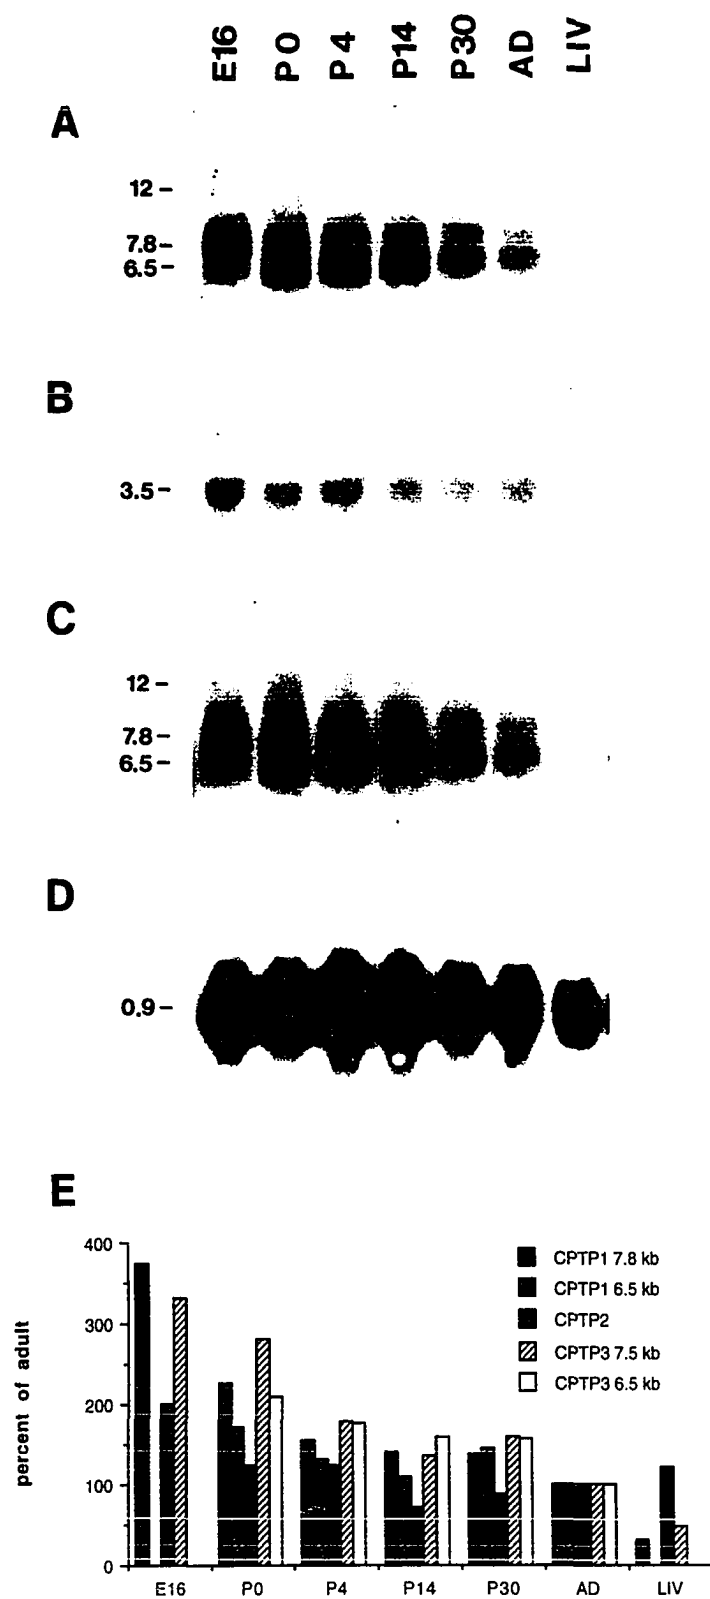 E16 P0 P4 P14 P30 AD LIV
A
12 –
7.8 –
6.5 –
B
3.5 –
C
12 –
7.8 –
6.5 –
D
0.9 –
E
400
300
200
100
0
percent of adult
CPTP1 7.8 kb
CPTP1 6.5 kb
CPTP2
CPTP3 7.5 kb
CPTP3 6.5 kb
E16 P0 P4 P14 P30 AD LIV